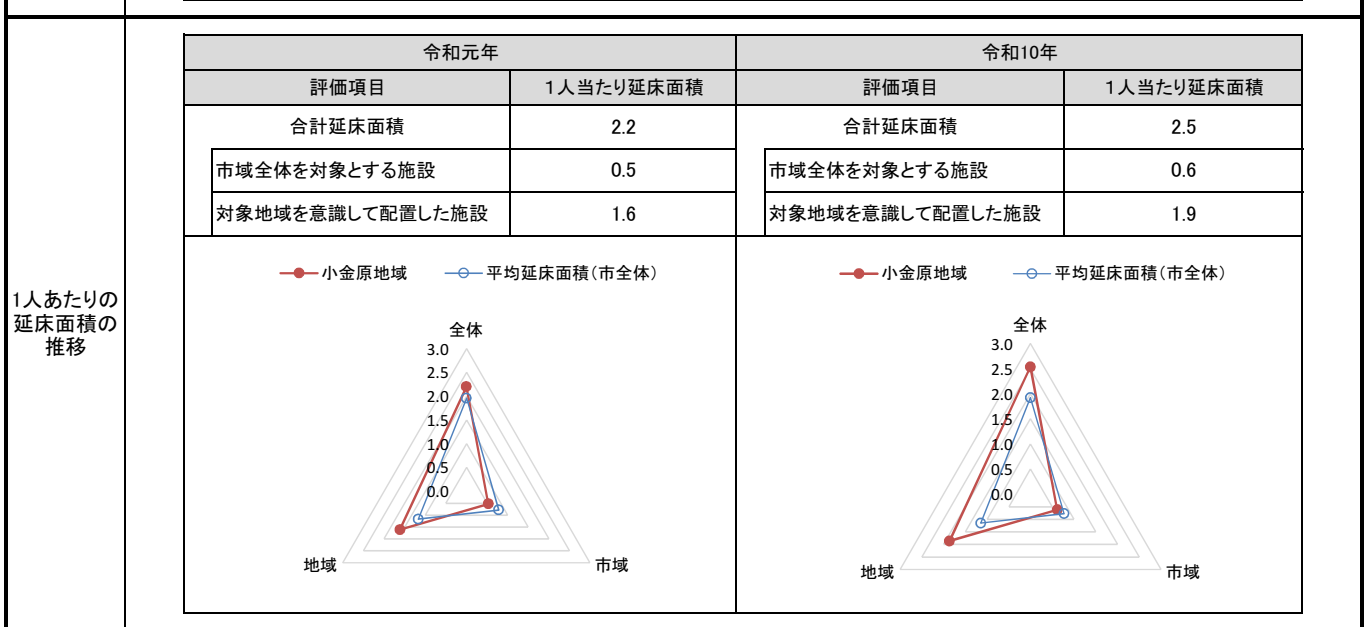 1人あたりの
延床面積の
推移
令和元年
評価項目 1人当たり延床面積
合計延床面積 2.2
市域全体を対象とする施設 0.5
対象地域を意識して配置した施設 1.6
令和10年
評価項目 1人当たり延床面積
合計延床面積 2.5
市域全体を対象とする施設 0.6
対象地域を意識して配置した施設 1.9
小金原地域 平均延床面積(市全体)
全体
3.0
2.5
2.0
1.5
1.0
0.5
0.0
地域 市域
小金原地域 平均延床面積(市全体)
全体
3.0
2.5
2.0
1.5
1.0
0.5
0.0
地域 市域